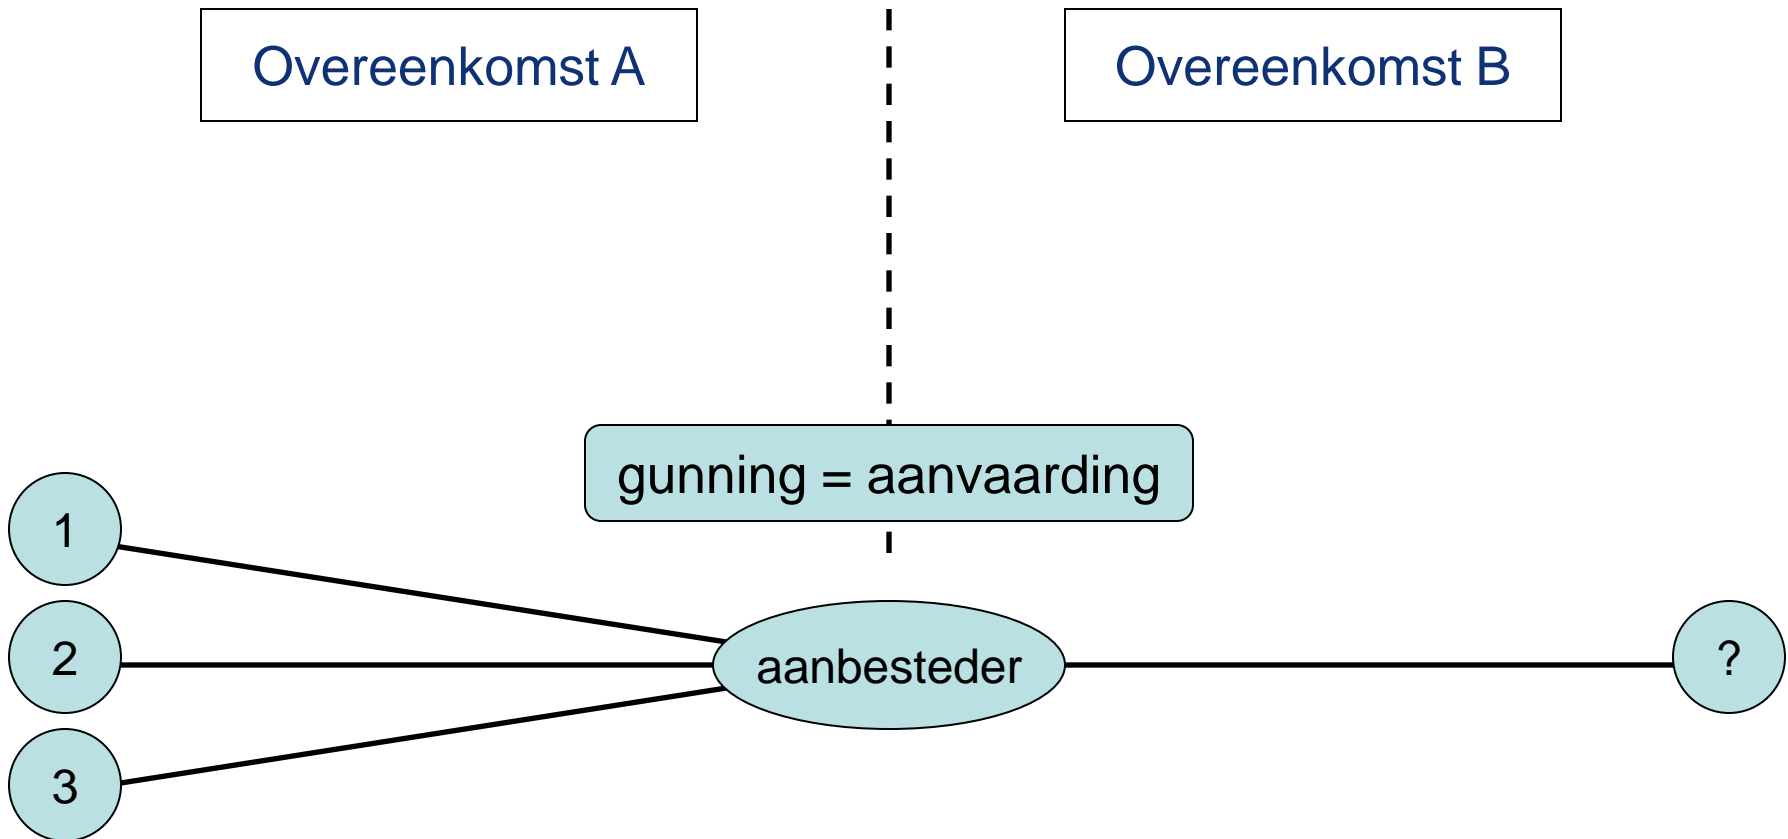 Overeenkomst A
Overeenkomst B
gunning = aanvaarding
1
2
3
aanbesteder
?